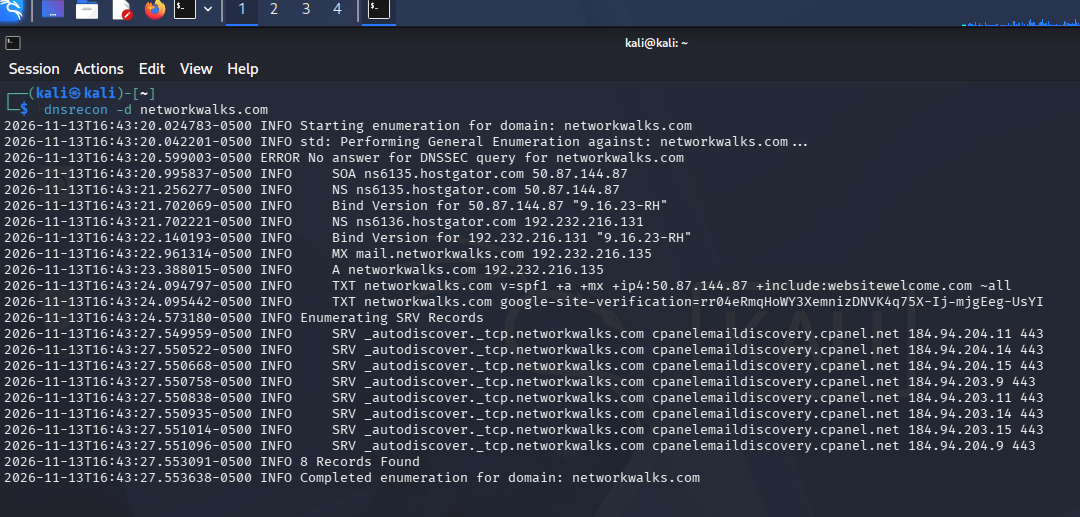 1 2 3 4
kali@kali: ~
Session Actions Edit View Help
┌──(kali㉿kali)-[~]
└─$ dnsrecon -d networkwalks.com
2026-11-13T16:43:20.024783-0500 INFO Starting enumeration for domain: networkwalks.com
2026-11-13T16:43:20.042201-0500 INFO std: Performing General Enumeration against: networkwalks.com...
2026-11-13T16:43:20.599003-0500 ERROR No answer for DNSSEC query for networkwalks.com
2026-11-13T16:43:20.995837-0500 INFO     SOA ns6135.hostgator.com 50.87.144.87
2026-11-13T16:43:21.256277-0500 INFO     NS ns6135.hostgator.com 50.87.144.87
2026-11-13T16:43:21.702069-0500 INFO     Bind Version for 50.87.144.87 "9.16.23-RH"
2026-11-13T16:43:21.702221-0500 INFO     NS ns6136.hostgator.com 192.232.216.131
2026-11-13T16:43:22.140193-0500 INFO     Bind Version for 192.232.216.131 "9.16.23-RH"
2026-11-13T16:43:22.961314-0500 INFO     MX mail.networkwalks.com 192.232.216.135
2026-11-13T16:43:23.388015-0500 INFO     A networkwalks.com 192.232.216.135
2026-11-13T16:43:24.094797-0500 INFO     TXT networkwalks.com v=spf1 +a +mx +ip4:50.87.144.87 +include:websitewelcome.com ~all
2026-11-13T16:43:24.095442-0500 INFO     TXT networkwalks.com google-site-verification=rr04eRmqHoWY3XemnizDNVK4q75X-Ij-mjgEeg-UsYI
2026-11-13T16:43:24.573180-0500 INFO Enumerating SRV Records
2026-11-13T16:43:27.549959-0500 INFO     SRV _autodiscover._tcp.networkwalks.com cpanelemaildiscovery.cpanel.net 184.94.204.11 443
2026-11-13T16:43:27.550522-0500 INFO     SRV _autodiscover._tcp.networkwalks.com cpanelemaildiscovery.cpanel.net 184.94.204.14 443
2026-11-13T16:43:27.550668-0500 INFO     SRV _autodiscover._tcp.networkwalks.com cpanelemaildiscovery.cpanel.net 184.94.204.15 443
2026-11-13T16:43:27.550758-0500 INFO     SRV _autodiscover._tcp.networkwalks.com cpanelemaildiscovery.cpanel.net 184.94.203.9 443
2026-11-13T16:43:27.550838-0500 INFO     SRV _autodiscover._tcp.networkwalks.com cpanelemaildiscovery.cpanel.net 184.94.203.11 443
2026-11-13T16:43:27.550935-0500 INFO     SRV _autodiscover._tcp.networkwalks.com cpanelemaildiscovery.cpanel.net 184.94.203.14 443
2026-11-13T16:43:27.551014-0500 INFO     SRV _autodiscover._tcp.networkwalks.com cpanelemaildiscovery.cpanel.net 184.94.203.15 443
2026-11-13T16:43:27.551096-0500 INFO     SRV _autodiscover._tcp.networkwalks.com cpanelemaildiscovery.cpanel.net 184.94.204.9 443
2026-11-13T16:43:27.553091-0500 INFO 8 Records Found
2026-11-13T16:43:27.553638-0500 INFO Completed enumeration for domain: networkwalks.com